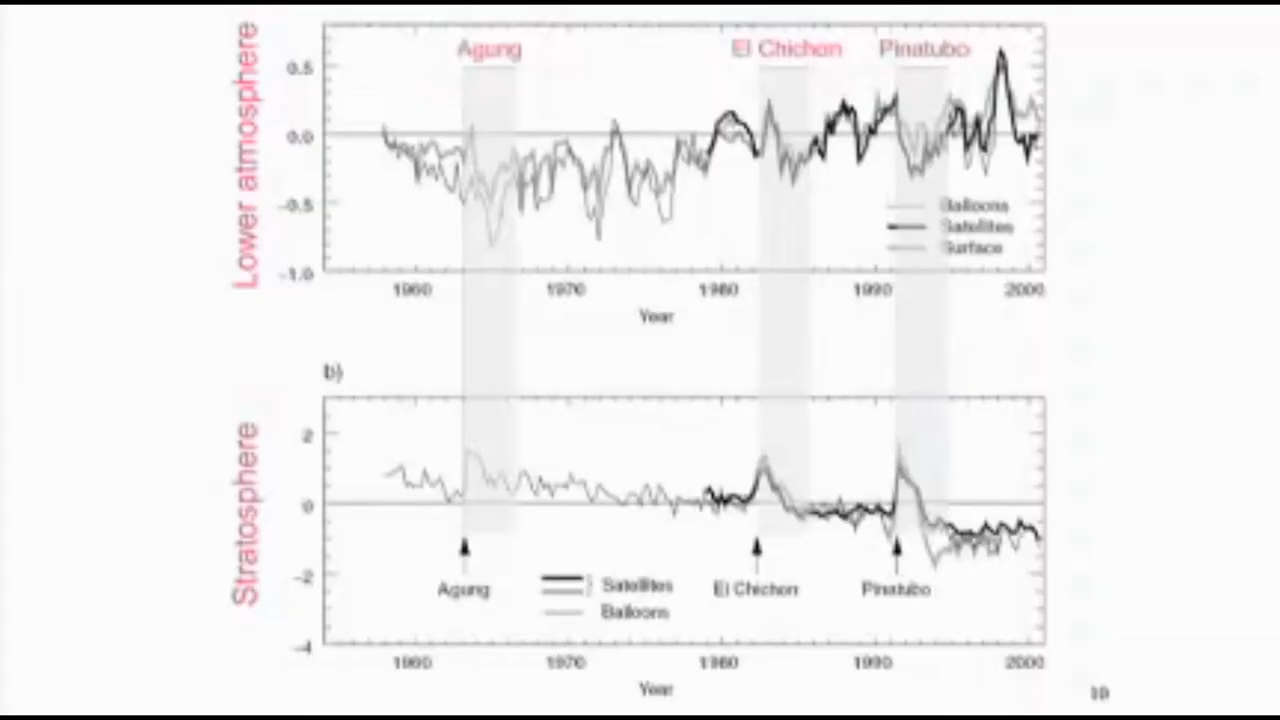 Lower atmosphere
Agung
El Chichon
Pinatubo
0.5
0.0
-0.5
-1.0
Balloons
Satellites
Surface
1960
1970
1980
1990
2000
Year
b)
Stratosphere
2
0
-2
-4
Agung
El Chichon
Pinatubo
Satellites
Balloons
1960
1970
1980
1990
2000
Year